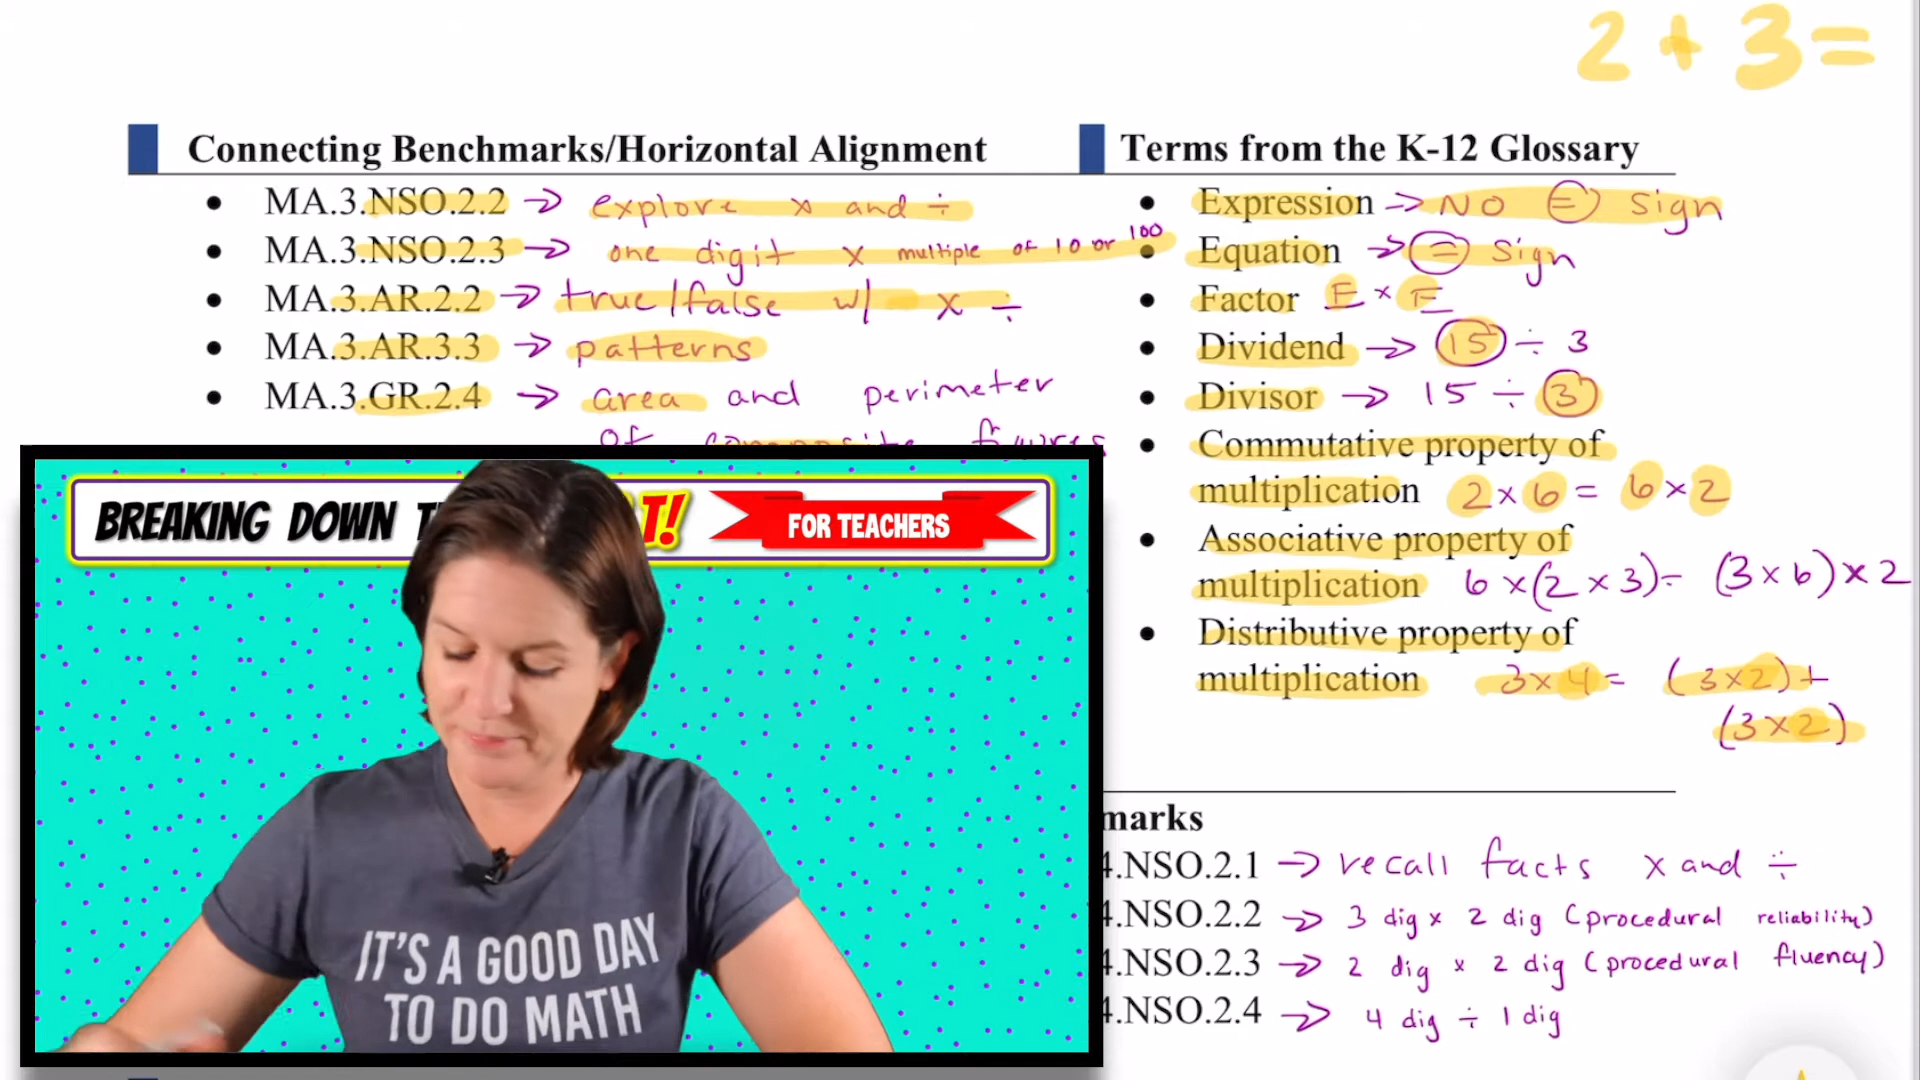 2 + 3 =
Connecting Benchmarks/Horizontal Alignment
MA.3.NSO.2.2 → explore x and ÷
MA.3.NSO.2.3 → one digit x multiple of 10 or 100
MA.3.AR.2.2 → true/false w/ x ÷
MA.3.AR.3.3 → patterns
MA.3.GR.2.4 → area and perimeter
of composite figures
Terms from the K-12 Glossary
Expression → NO = sign
Equation → = sign
Factor F x F
Dividend → 15 ÷ 3
Divisor → 15 ÷ 3
Commutative property of
multiplication 2 x 6 = 6 x 2
Associative property of
multiplication 6 x (2 x 3) = (3 x 6) x 2
Distributive property of
multiplication 3 x 4 = (3 x 2) +
(3 x 2)
BREAKING DOWN T T!
FOR TEACHERS
IT'S A GOOD DAY
TO DO MATH
marks
4.NSO.2.1 → recall facts x and ÷
4.NSO.2.2 → 3 dig x 2 dig (procedural reliability)
4.NSO.2.3 → 2 dig x 2 dig (procedural fluency)
4.NSO.2.4 → 4 dig ÷ 1 dig